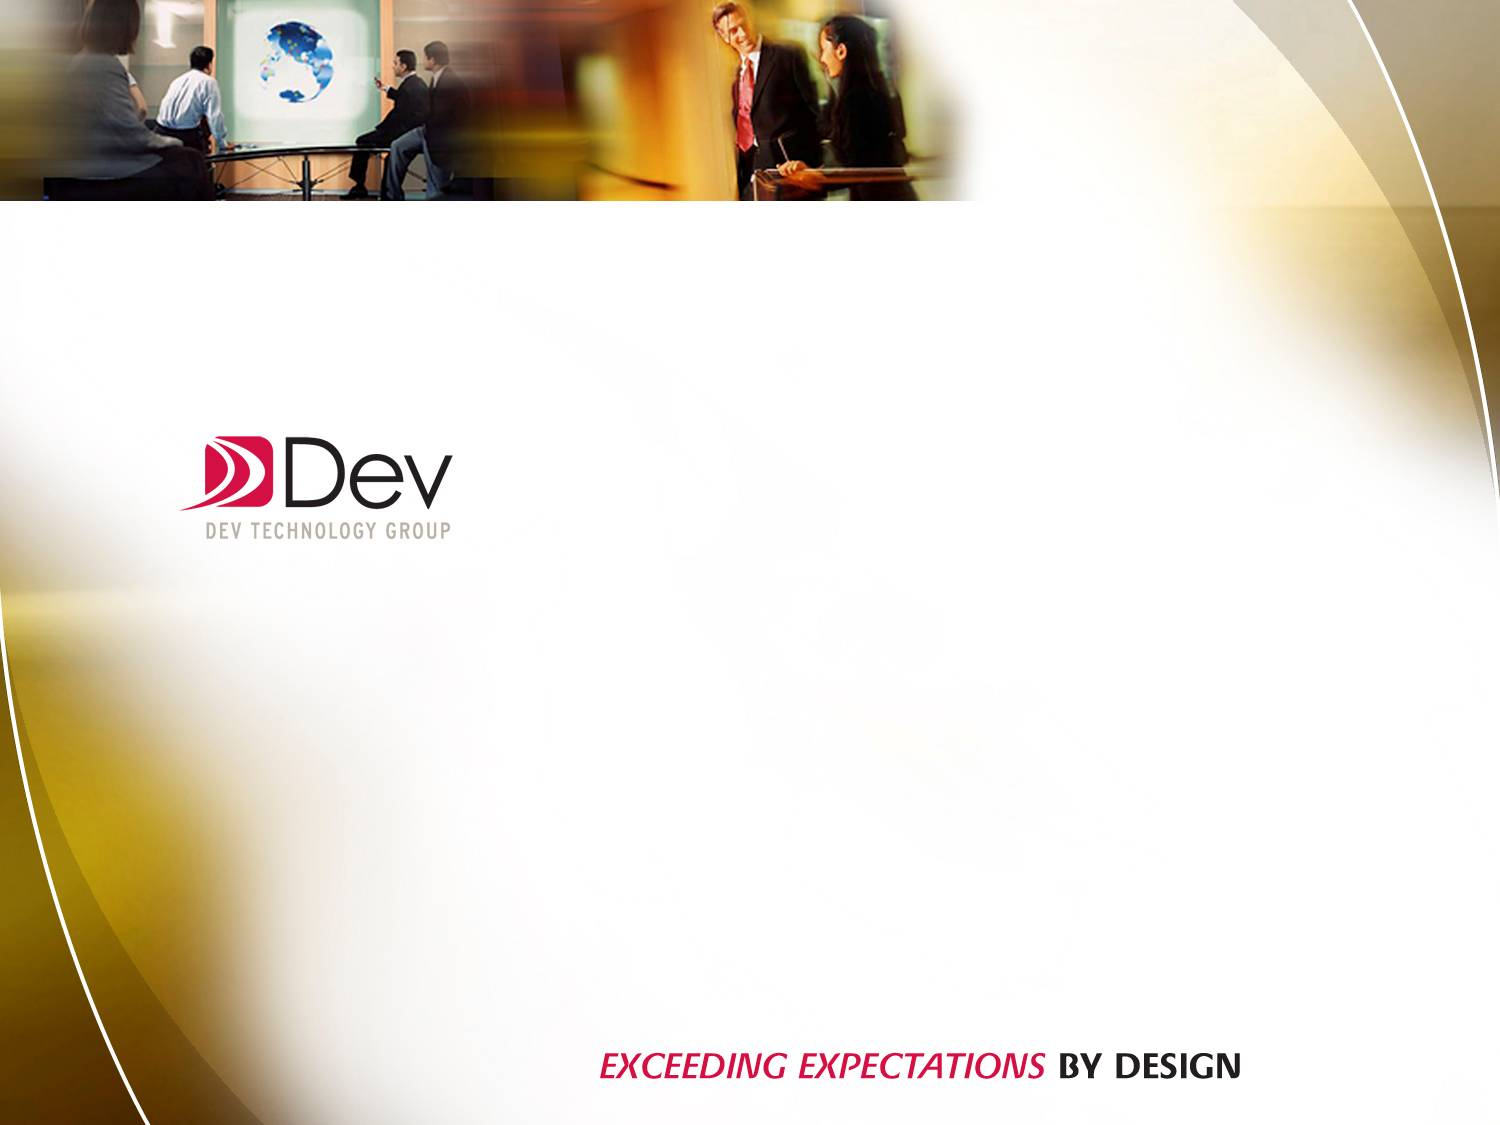 Dev
DEV TECHNOLOGY GROUP
EXCEEDING EXPECTATIONS BY DESIGN